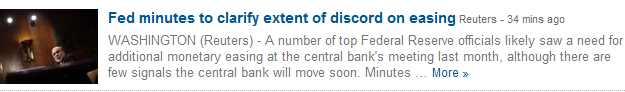 Fed minutes to clarify extent of discord on easing Reuters - 34 mins ago
WASHINGTON (Reuters) - A number of top Federal Reserve officials likely saw a need for
additional monetary easing at the central bank's meeting last month, although there are
few signals the central bank will move soon. Minutes ... More »